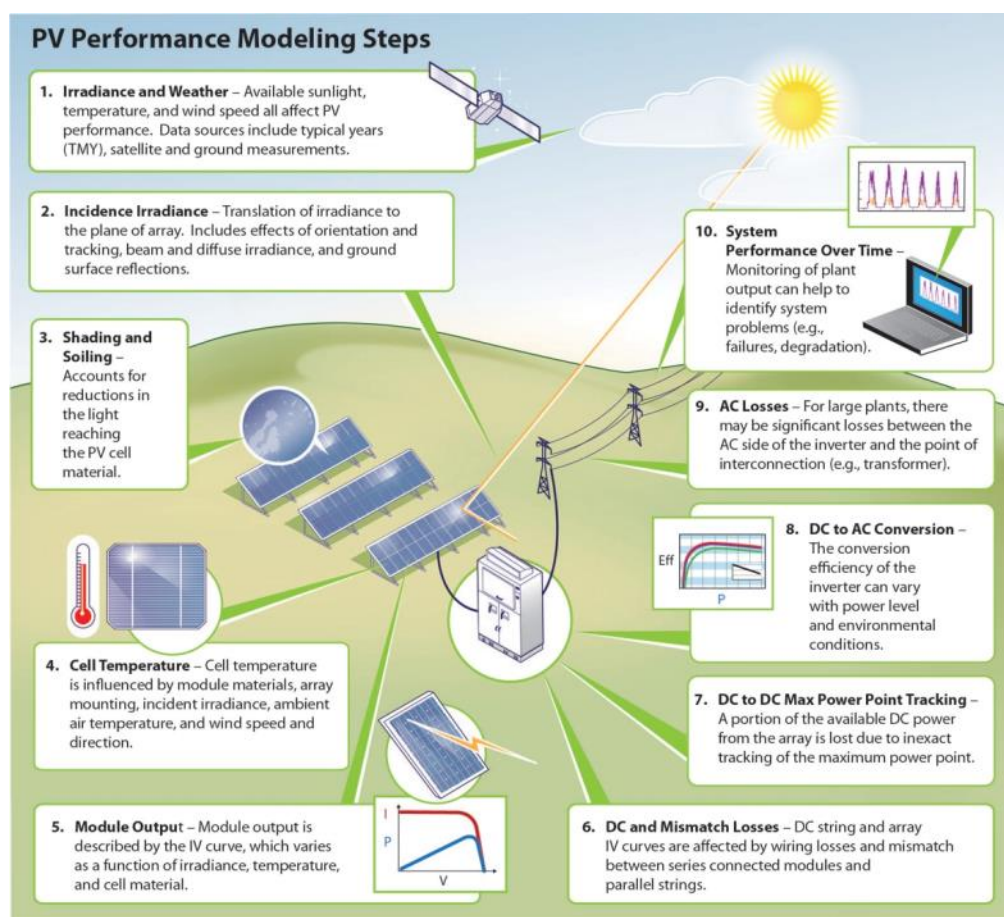 PV Performance Modeling Steps
1. Irradiance and Weather – Available sunlight,
temperature, and wind speed all affect PV
performance. Data sources include typical years
(TMY), satellite and ground measurements.
2. Incidence Irradiance – Translation of irradiance to
the plane of array. Includes effects of orientation and
tracking, beam and diffuse irradiance, and ground
surface reflections.
3. Shading and
Soiling –
Accounts for
reductions in
the light
reaching
the PV cell
material.
4. Cell Temperature – Cell temperature
is influenced by module materials, array
mounting, incident irradiance, ambient
air temperature, and wind speed and
direction.
5. Module Output – Module output is
described by the IV curve, which varies
as a function of irradiance, temperature,
and cell material.
I
P
V
6. DC and Mismatch Losses – DC string and array
IV curves are affected by wiring losses and mismatch
between series connected modules and
parallel strings.
7. DC to DC Max Power Point Tracking –
A portion of the available DC power
from the array is lost due to inexact
tracking of the maximum power point.
Eff
P
8. DC to AC Conversion –
The conversion
efficiency of the
inverter can vary
with power level
and environmental
conditions.
9. AC Losses – For large plants, there
may be significant losses between the
AC side of the inverter and the point of
interconnection (e.g., transformer).
10. System
Performance Over Time –
Monitoring of plant
output can help to
identify system
problems (e.g.,
failures, degradation).